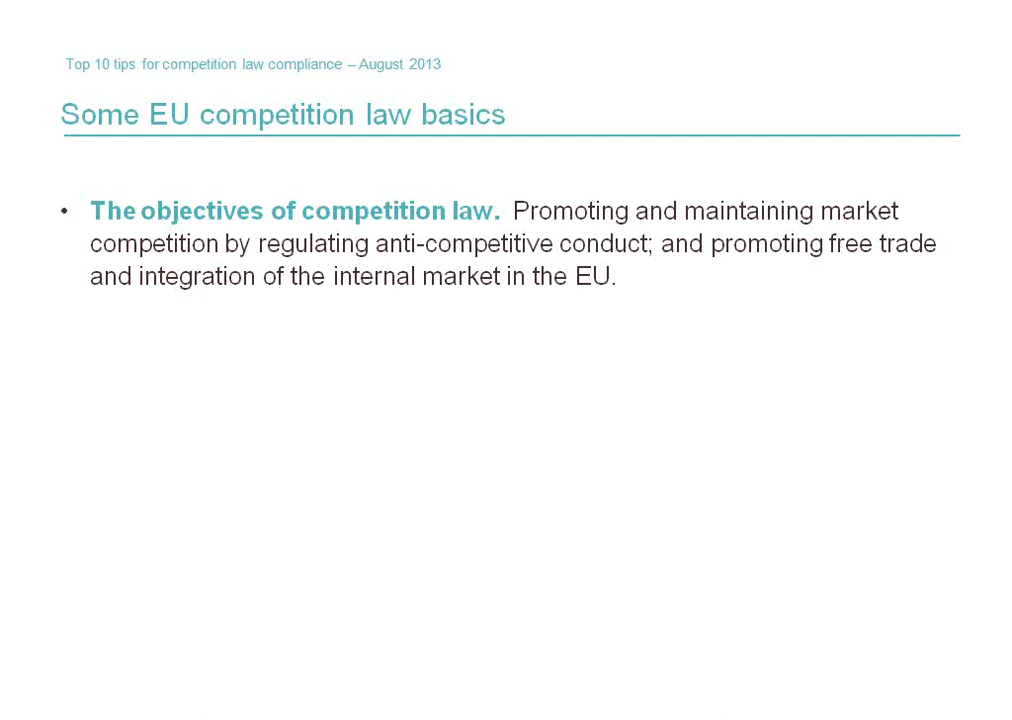 Top 10 tips for competition law compliance – August 2013
Some EU competition law basics
• The objectives of competition law. Promoting and maintaining market
competition by regulating anti-competitive conduct; and promoting free trade
and integration of the internal market in the EU.